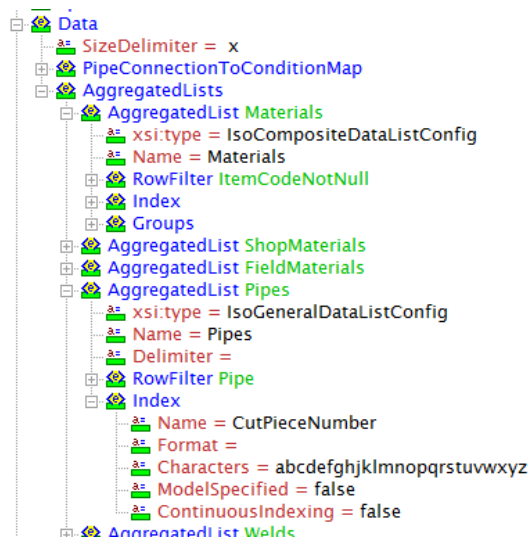 Data
SizeDelimiter = x
PipeConnectionToConditionMap
AggregatedLists
AggregatedList Materials
xsi:type = IsoCompositeDataListConfig
Name = Materials
RowFilter ItemCodeNotNull
Index
Groups
AggregatedList ShopMaterials
AggregatedList FieldMaterials
AggregatedList Pipes
xsi:type = IsoGeneralDataListConfig
Name = Pipes
Delimiter =
RowFilter Pipe
Index
Name = CutPieceNumber
Format =
Characters = abcdefghjklmnopqrstuvwxyz
ModelSpecified = false
ContinuousIndexing = false
AggregatedList Welds